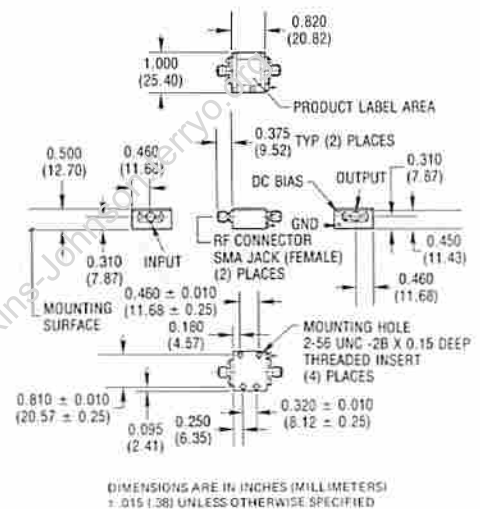 0.820
(20.82)
1.000
(25.40)
PRODUCT LABEL AREA
0.375 TYP (2) PLACES
(9.52)
0.500
(12.70)
0.460
(11.68)
DC BIAS
OUTPUT
0.310
(7.87)
GND
0.310
(7.87)
INPUT
RF CONNECTOR
SMA JACK (FEMALE)
(2) PLACES
0.450
(11.43)
0.460
(11.68)
MOUNTING
SURFACE
0.460 ± 0.010
(11.68 ± 0.25)
0.180
(4.57)
MOUNTING HOLE
2-56 UNC -2B X 0.15 DEEP
THREADED INSERT
(4) PLACES
0.810 ± 0.010
(20.57 ± 0.25)
0.095
(2.41)
0.250
(6.35)
0.320 ± 0.010
(8.12 ± 0.25)
DIMENSIONS ARE IN INCHES (MILLIMETERS)
± .015 (.38) UNLESS OTHERWISE SPECIFIED